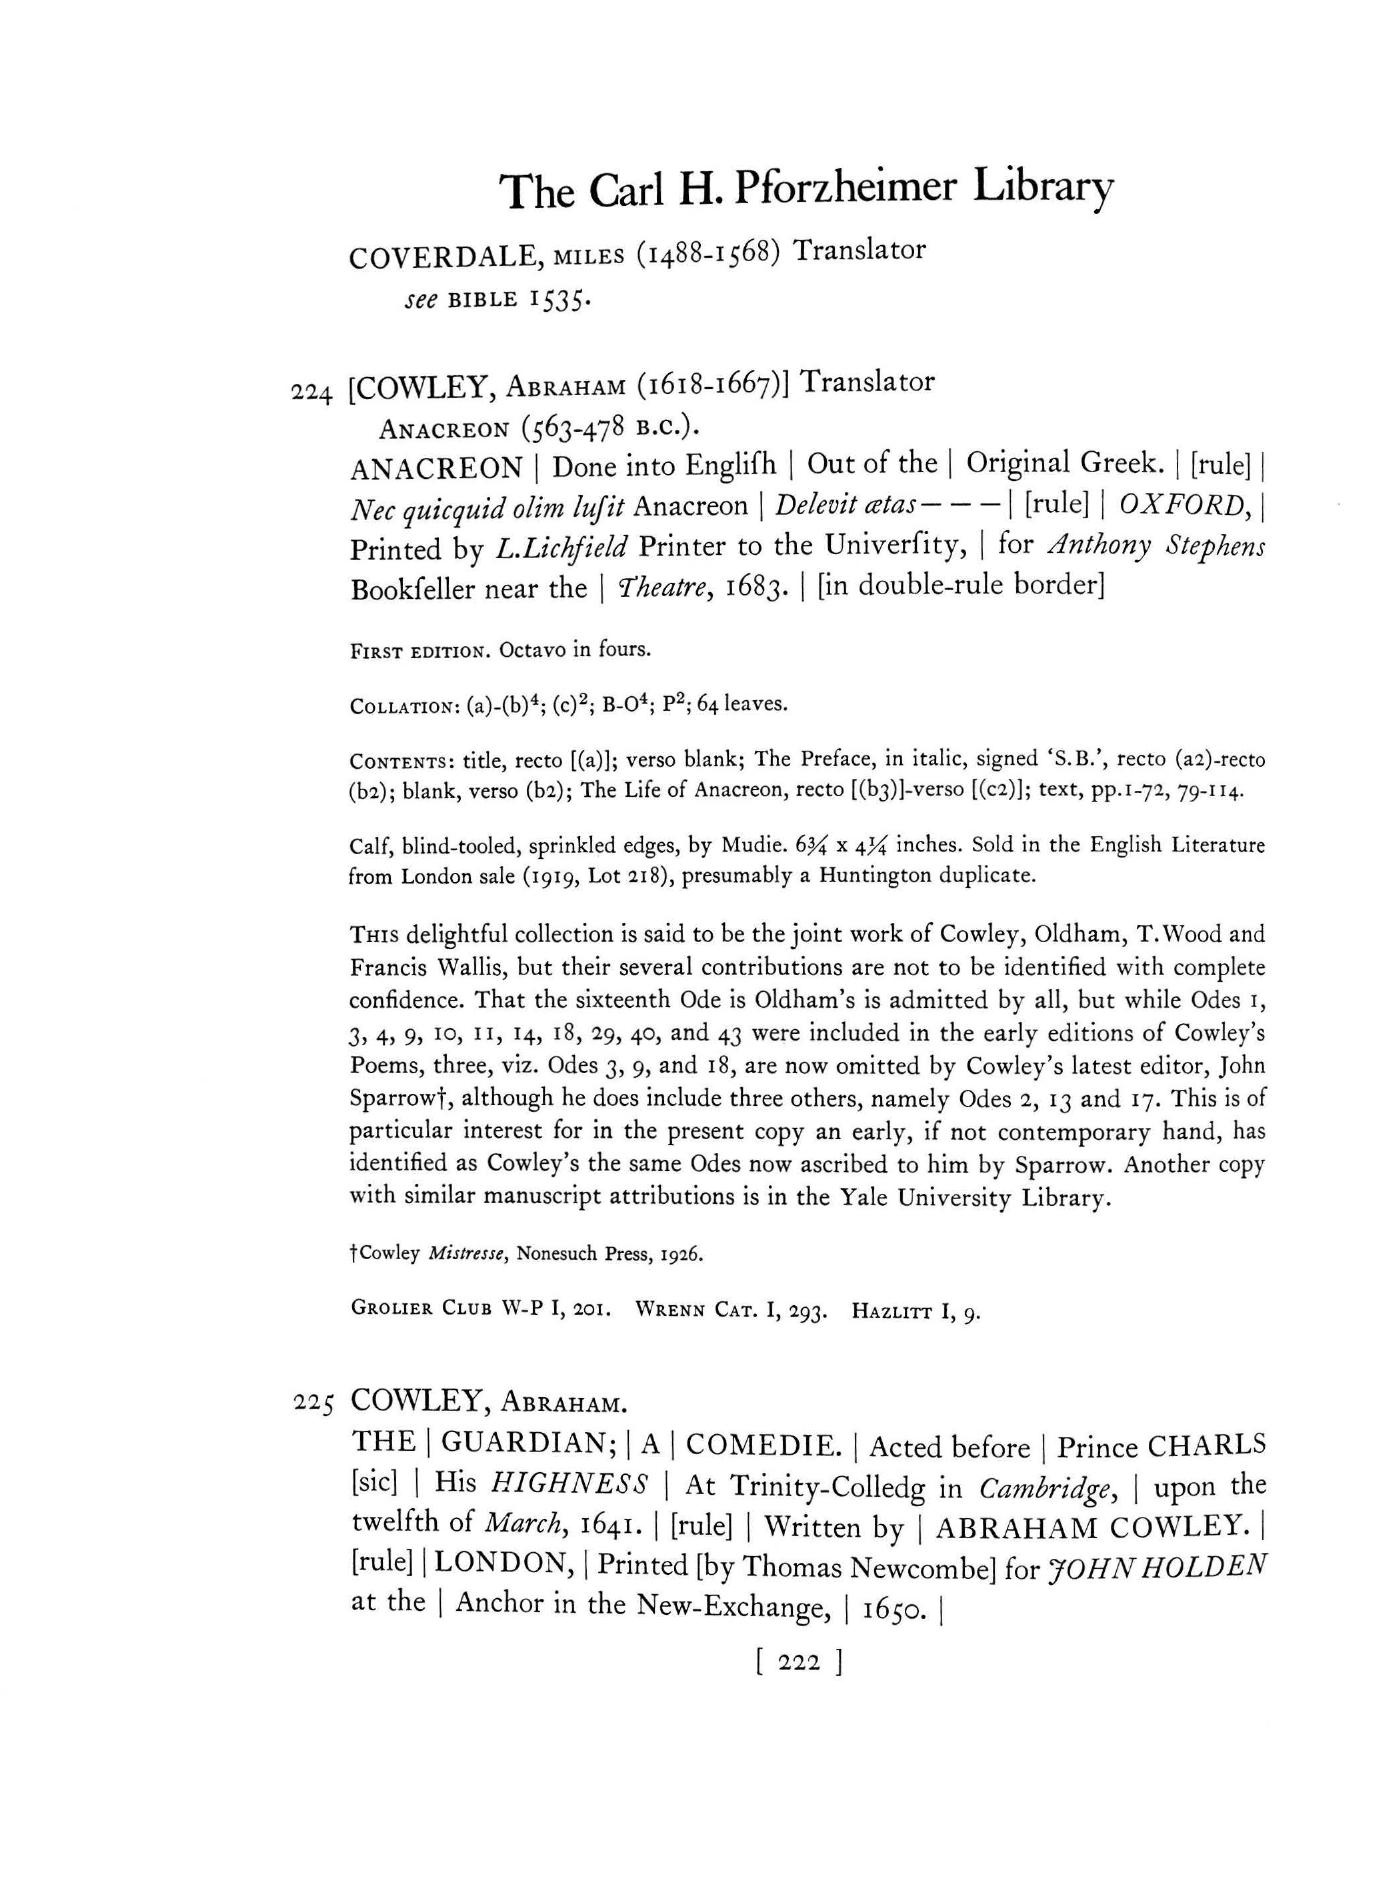 The Carl H. Pforzheimer Library
COVERDALE, MILES (1488-1568) Translator
see BIBLE 1535.
224 [COWLEY, ABRAHAM (1618-1667)] Translator
ANACREON (563-478 B.C.).
ANACREON | Done into Engliſh | Out of the | Original Greek. | [rule] |
Nec quicquid olim luſit Anacreon | Delevit ætas— — — | [rule] | OXFORD, |
Printed by L.Lichfield Printer to the Univerſity, | for Anthony Stephens
Bookſeller near the | Theatre, 1683. | [in double-rule border]
FIRST EDITION. Octavo in fours.
COLLATION: (a)-(b)⁴; (c)²; B-O⁴; P²; 64 leaves.
CONTENTS: title, recto [(a)]; verso blank; The Preface, in italic, signed ‘S.B.’, recto (a2)-recto
(b2); blank, verso (b2); The Life of Anacreon, recto [(b3)]-verso [(c2)]; text, pp.1-72, 79-114.
Calf, blind-tooled, sprinkled edges, by Mudie. 6¾ x 4¼ inches. Sold in the English Literature
from London sale (1919, Lot 218), presumably a Huntington duplicate.
THIS delightful collection is said to be the joint work of Cowley, Oldham, T.Wood and
Francis Wallis, but their several contributions are not to be identified with complete
confidence. That the sixteenth Ode is Oldham’s is admitted by all, but while Odes 1,
3, 4, 9, 10, 11, 14, 18, 29, 40, and 43 were included in the early editions of Cowley’s
Poems, three, viz. Odes 3, 9, and 18, are now omitted by Cowley’s latest editor, John
Sparrow†, although he does include three others, namely Odes 2, 13 and 17. This is of
particular interest for in the present copy an early, if not contemporary hand, has
identified as Cowley’s the same Odes now ascribed to him by Sparrow. Another copy
with similar manuscript attributions is in the Yale University Library.
†Cowley Mistresse, Nonesuch Press, 1926.
GROLIER CLUB W-P I, 201. WRENN CAT. I, 293. HAZLITT I, 9.
225 COWLEY, ABRAHAM.
THE | GUARDIAN; | A | COMEDIE. | Acted before | Prince CHARLS
[sic] | His HIGHNESS | At Trinity-Colledg in Cambridge, | upon the
twelfth of March, 1641. | [rule] | Written by | ABRAHAM COWLEY. |
[rule] | LONDON, | Printed [by Thomas Newcombe] for JOHN HOLDEN
at the | Anchor in the New-Exchange, | 1650. |
[ 222 ]